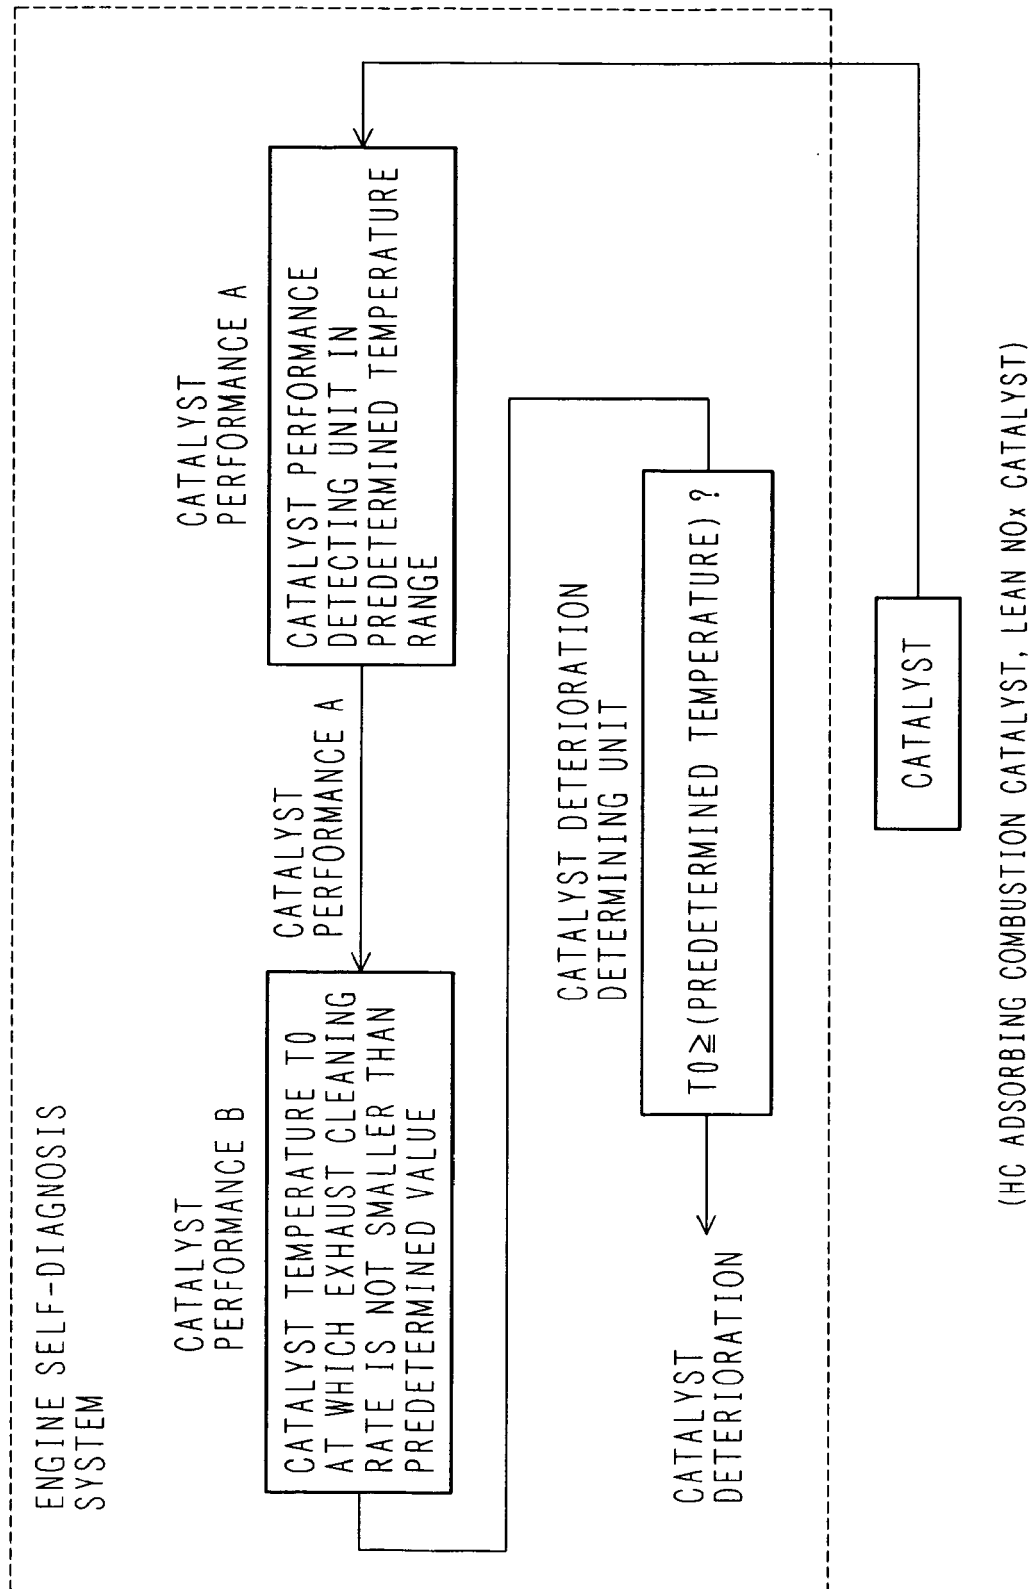 ENGINE SELF-DIAGNOSIS
SYSTEM
CATALYST
PERFORMANCE A
CATALYST PERFORMANCE
DETECTING UNIT IN
PREDETERMINED TEMPERATURE
RANGE
CATALYST
PERFORMANCE A
CATALYST
PERFORMANCE B
CATALYST TEMPERATURE T0
AT WHICH EXHAUST CLEANING
RATE IS NOT SMALLER THAN
PREDETERMINED VALUE
CATALYST DETERIORATION
DETERMINING UNIT
T0≧(PREDETERMINED TEMPERATURE)?
CATALYST
DETERIORATION
CATALYST
(HC ADSORBING COMBUSTION CATALYST, LEAN NOx CATALYST)